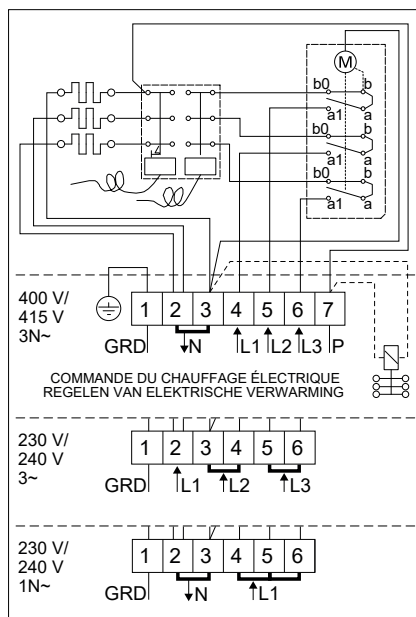 M
b0 b
a1
b0 b
a1 a
b0 b
a1 a
400 V/
415 V
3N~
1 2 3 4 5 6 7
GRD N L1 L2 L3 P
COMMANDE DU CHAUFFAGE ÉLECTRIQUE
REGELEN VAN ELEKTRISCHE VERWARMING
230 V/
240 V
3~
1 2 3 4 5 6
GRD L1 L2 L3
230 V/
240 V
1N~
1 2 3 4 5 6
GRD N L1